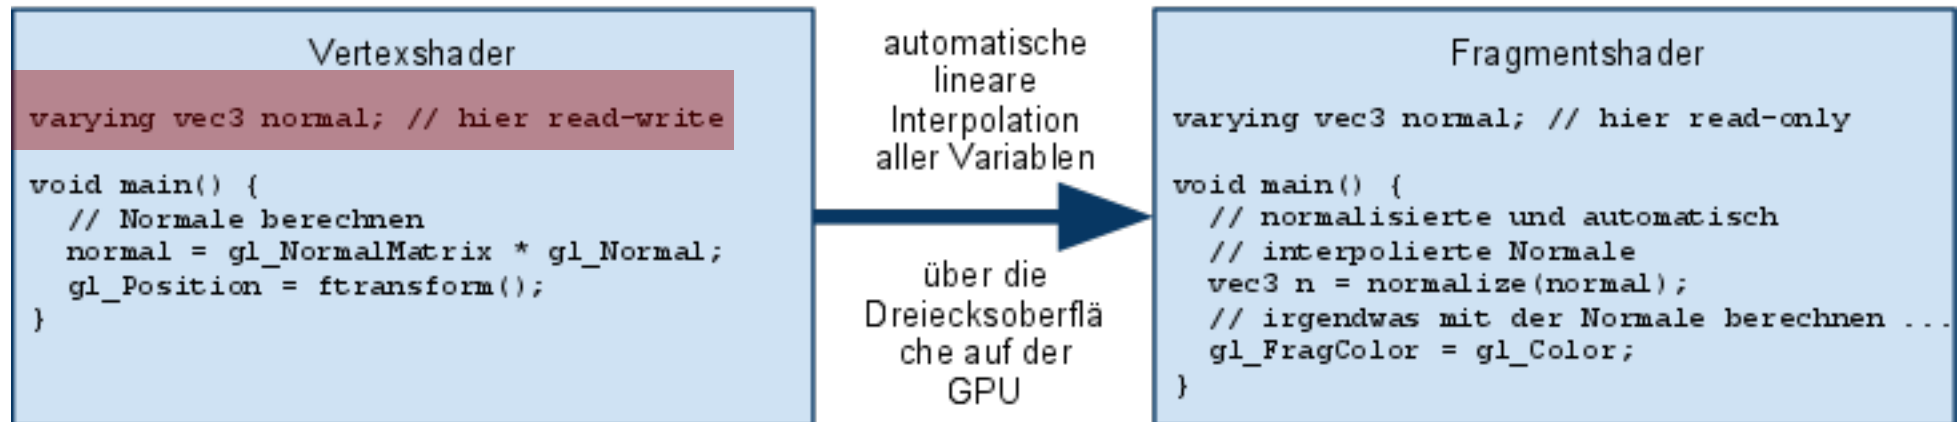 Vertexshader
varying vec3 normal; // hier read-write
void main() {
// Normale berechnen
normal = gl_NormalMatrix * gl_Normal;
gl_Position = ftransform();
}
automatische
lineare
Interpolation
aller Variablen
über die
Dreiecksoberflä
che auf der
GPU
Fragmentshader
varying vec3 normal; // hier read-only
void main() {
// normalisierte und automatisch
// interpolierte Normale
vec3 n = normalize(normal);
// irgendwas mit der Normale berechnen ...
gl_FragColor = gl_Color;
}